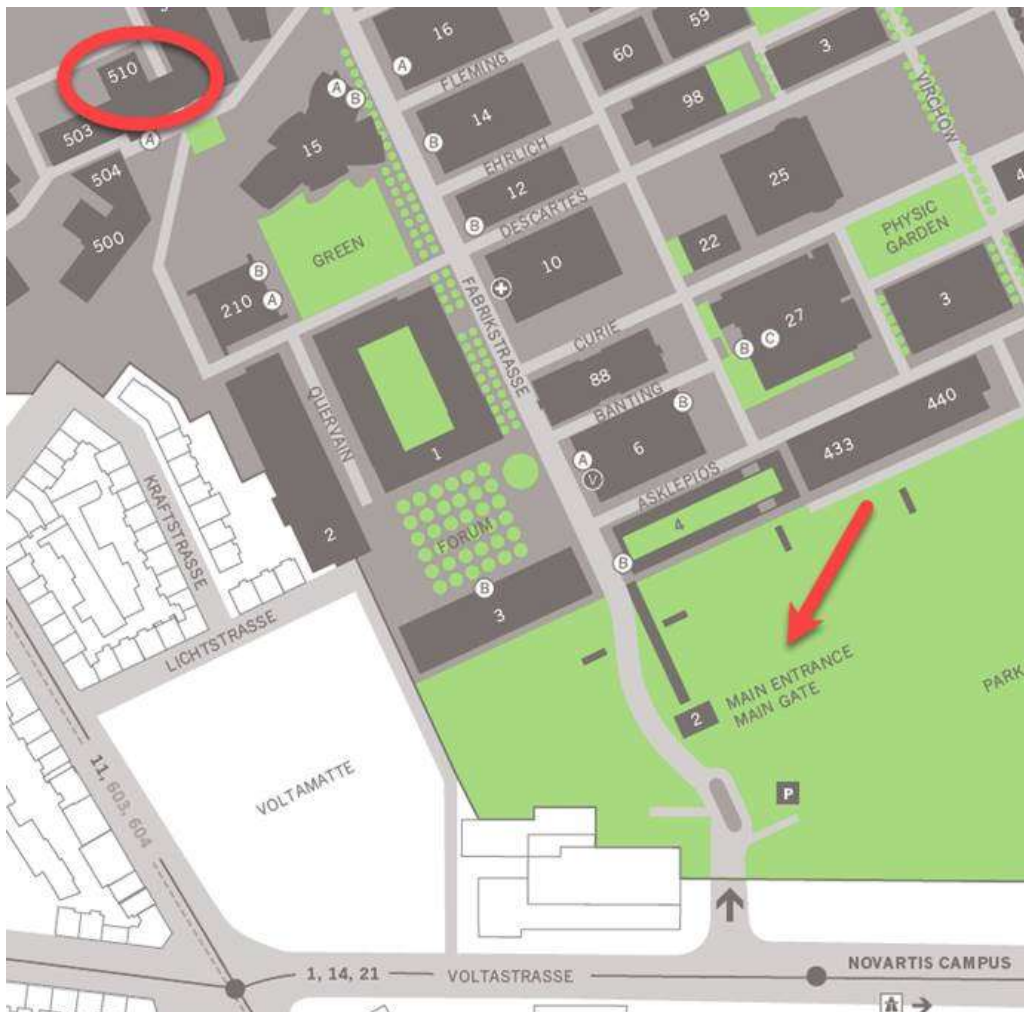 16
59
60
3
510
FLEMING
98
VIRCHOW
A
A
B
14
503
A
15
B
EHRLICH
504
12
25
4
DESCARTES
B
500
GREEN
22
PHYSIC
GARDEN
B
10
210
A
FABRIKSTRASSE
3
CURIE
27
B
C
QUERVAIN
88
BANTING
B
440
1
A
6
433
V
ASKLEPIOS
KRAFTSTRASSE
2
FORUM
4
B
B
3
LICHTSTRASSE
MAIN ENTRANCE
MAIN GATE
PARK
2
11, 603, 604
VOLTAMATTE
P
1, 14, 21
VOLTASTRASSE
NOVARTIS CAMPUS